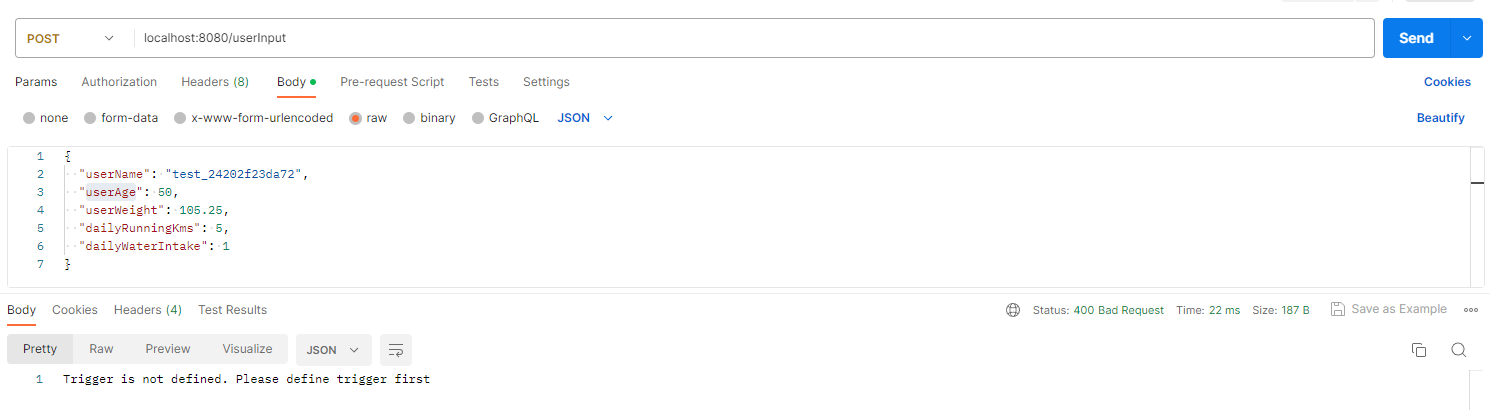 POST localhost:8080/userInput Send
Params Authorization Headers (8) Body Pre-request Script Tests Settings Cookies
none form-data x-www-form-urlencoded raw binary GraphQL JSON Beautify
1 {
2 "userName": "test_24202f23da72",
3 "userAge": 50,
4 "userWeight": 105.25,
5 "dailyRunningKms": 5,
6 "dailyWaterIntake": 1
7 }
Body Cookies Headers (4) Test Results Status: 400 Bad Request Time: 22 ms Size: 187 B Save as Example
Pretty Raw Preview Visualize JSON
1 Trigger is not defined. Please define trigger first